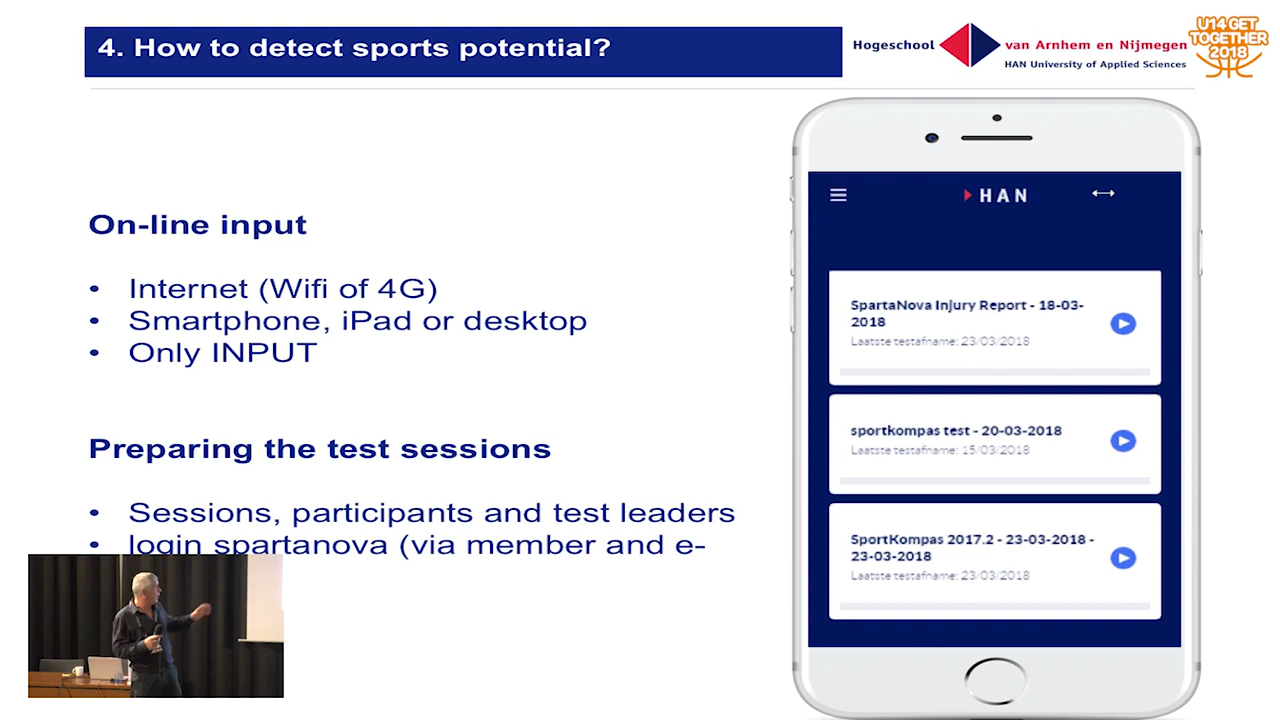 4. How to detect sports potential?
Hogeschool van Arnhem en Nijmegen
HAN University of Applied Sciences
U14 GET
TOGETHER
2018
On-line input
• Internet (Wifi of 4G)
• Smartphone, iPad or desktop
• Only INPUT
Preparing the test sessions
• Sessions, participants and test leaders
• login spartanova (via member and e-
HAN
SpartaNova Injury Report - 18-03-
2018
Laatste testafname: 23/03/2018
sportkompas test - 20-03-2018
Laatste testafname: 15/03/2018
SportKompas 2017.2 - 23-03-2018 -
23-03-2018
Laatste testafname: 23/03/2018